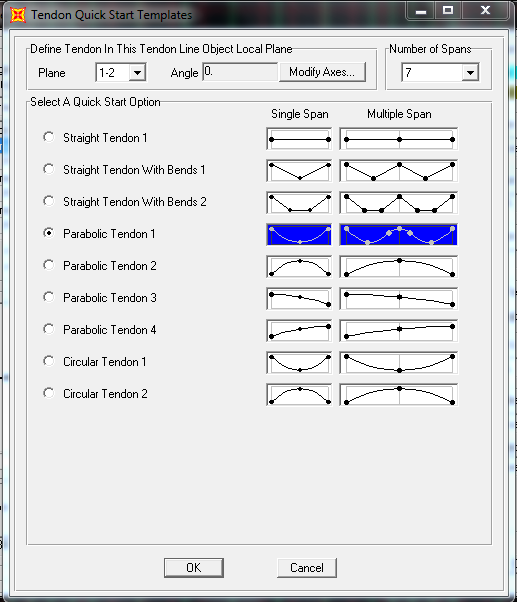 Tendon Quick Start Templates
Define Tendon In This Tendon Line Object Local Plane
Number of Spans
Plane 1-2 Angle 0. Modify Axes...
7
Select A Quick Start Option
Single Span Multiple Span
Straight Tendon 1
Straight Tendon With Bends 1
Straight Tendon With Bends 2
Parabolic Tendon 1
Parabolic Tendon 2
Parabolic Tendon 3
Parabolic Tendon 4
Circular Tendon 1
Circular Tendon 2
OK Cancel